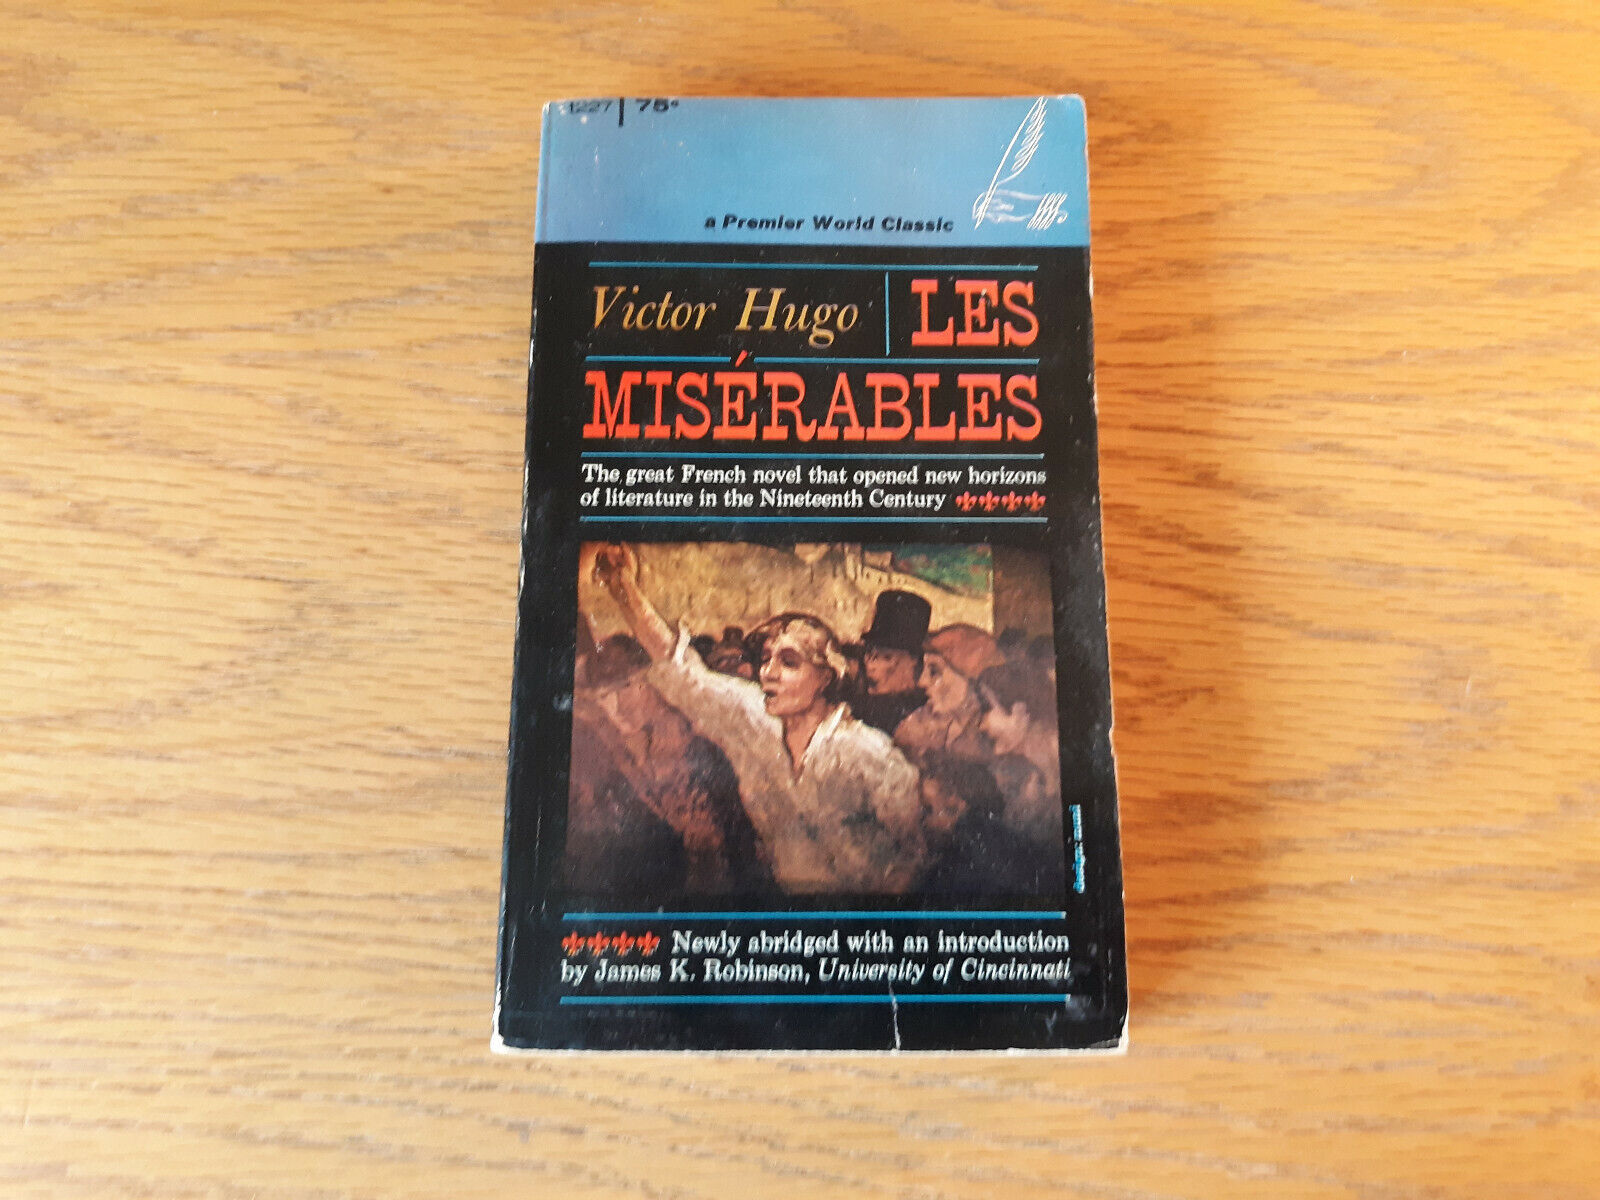 1227 | 75¢
a Premier World Classic
Victor Hugo | LES
MISÉRABLES
The great French novel that opened new horizons
of literature in the Nineteenth Century
Newly abridged with an introduction
by James K. Robinson, University of Cincinnati